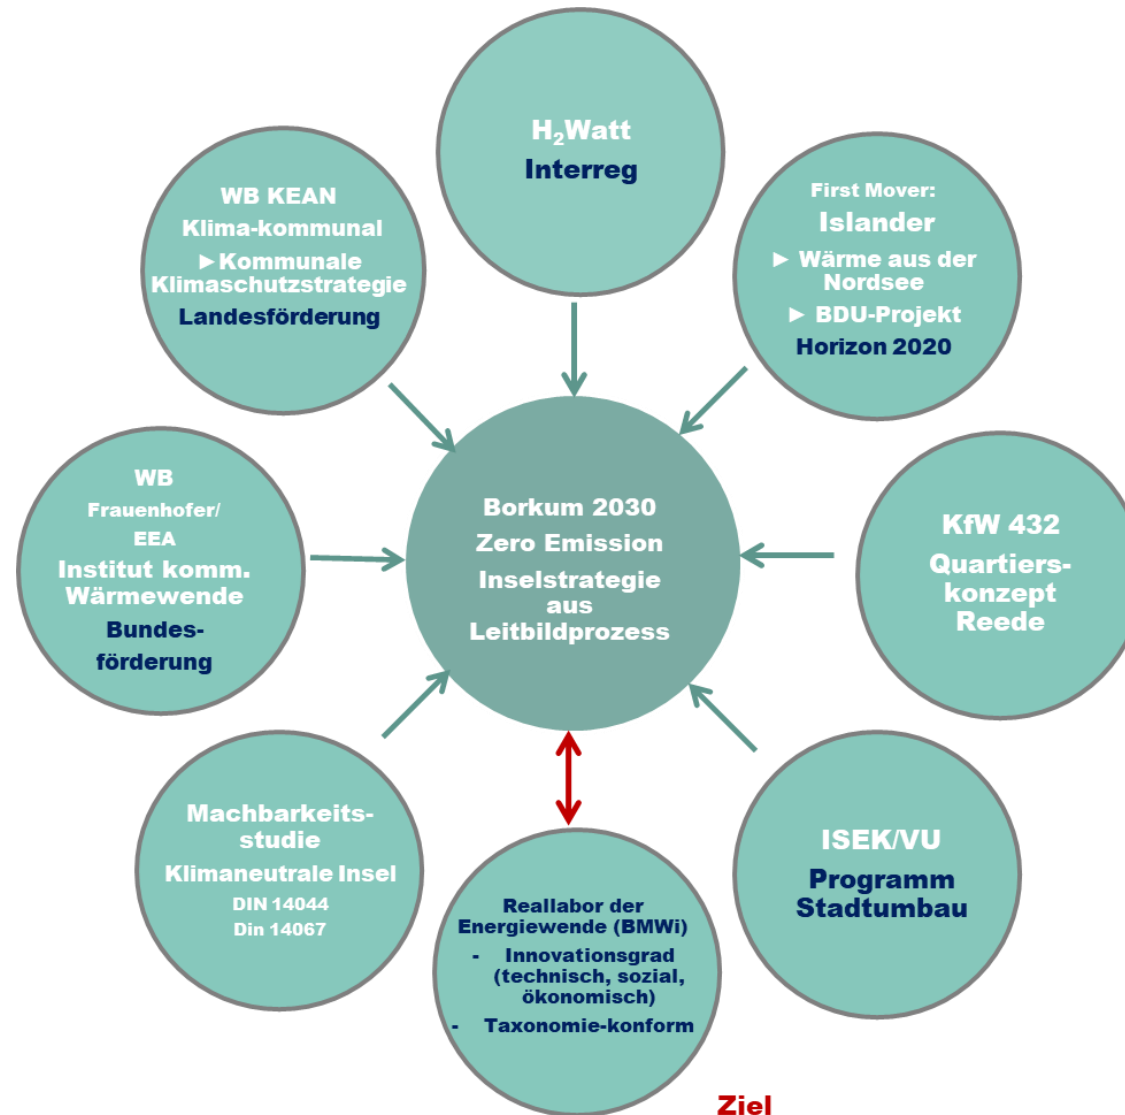 H₂Watt
Interreg
First Mover:
Islander
► Wärme aus der
Nordsee
► BDU-Projekt
Horizon 2020
KfW 432
Quartiers-
konzept
Reede
ISEK/VU
Programm
Stadtumbau
Reallabor der
Energiewende (BMWi)
- Innovationsgrad
(technisch, sozial,
ökonomisch)
- Taxonomie-konform
Ziel
Machbarkeits-
studie
Klimaneutrale Insel
DIN 14044
Din 14067
WB
Frauenhofer/
EEA
Institut komm.
Wärmewende
Bundes-
förderung
WB KEAN
Klima-kommunal
►Kommunale
Klimaschutzstrategie
Landesförderung
Borkum 2030
Zero Emission
Inselstrategie
aus
Leitbildprozess